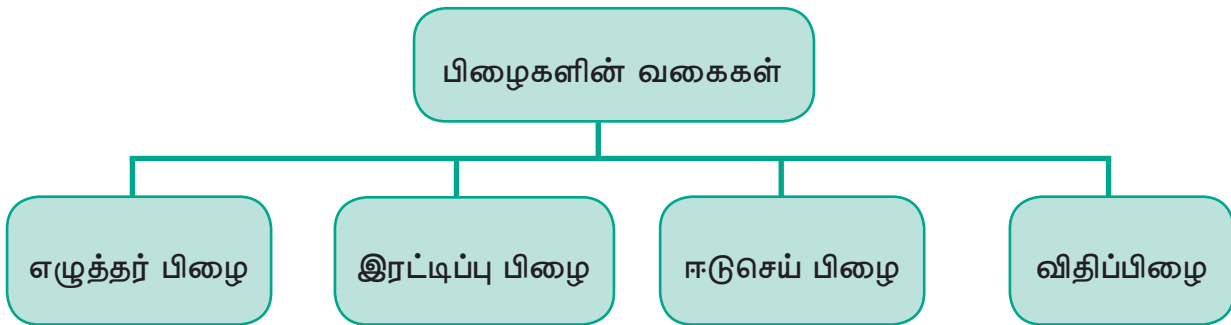 பிழைகளின் வகைகள்
எழுத்தர் பிழை
இரட்டிப்பு பிழை
ஈடுசெய் பிழை
விதிப்பிழை